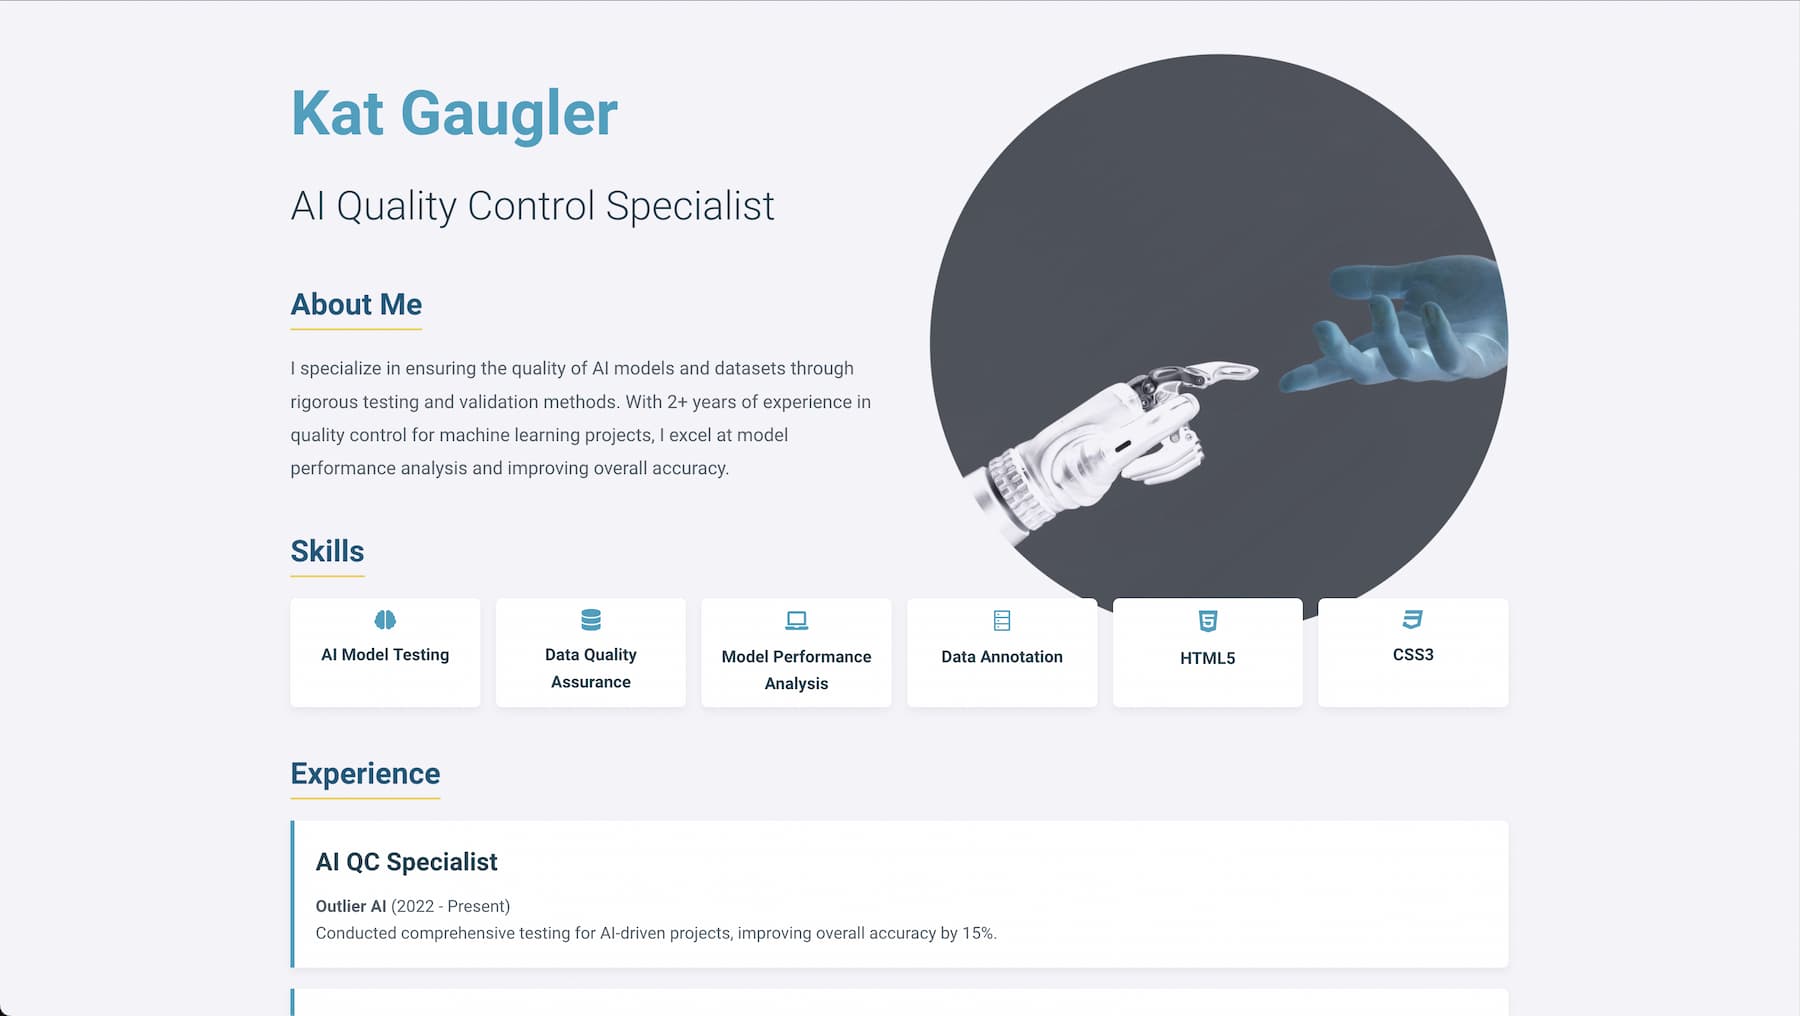 Kat Gaugler
AI Quality Control Specialist
About Me
I specialize in ensuring the quality of AI models and datasets through
rigorous testing and validation methods. With 2+ years of experience in
quality control for machine learning projects, I excel at model
performance analysis and improving overall accuracy.
Skills
AI Model Testing
Data Quality
Assurance
Model Performance
Analysis
Data Annotation
HTML5
CSS3
Experience
AI QC Specialist
Outlier AI (2022 - Present)
Conducted comprehensive testing for AI-driven projects, improving overall accuracy by 15%.